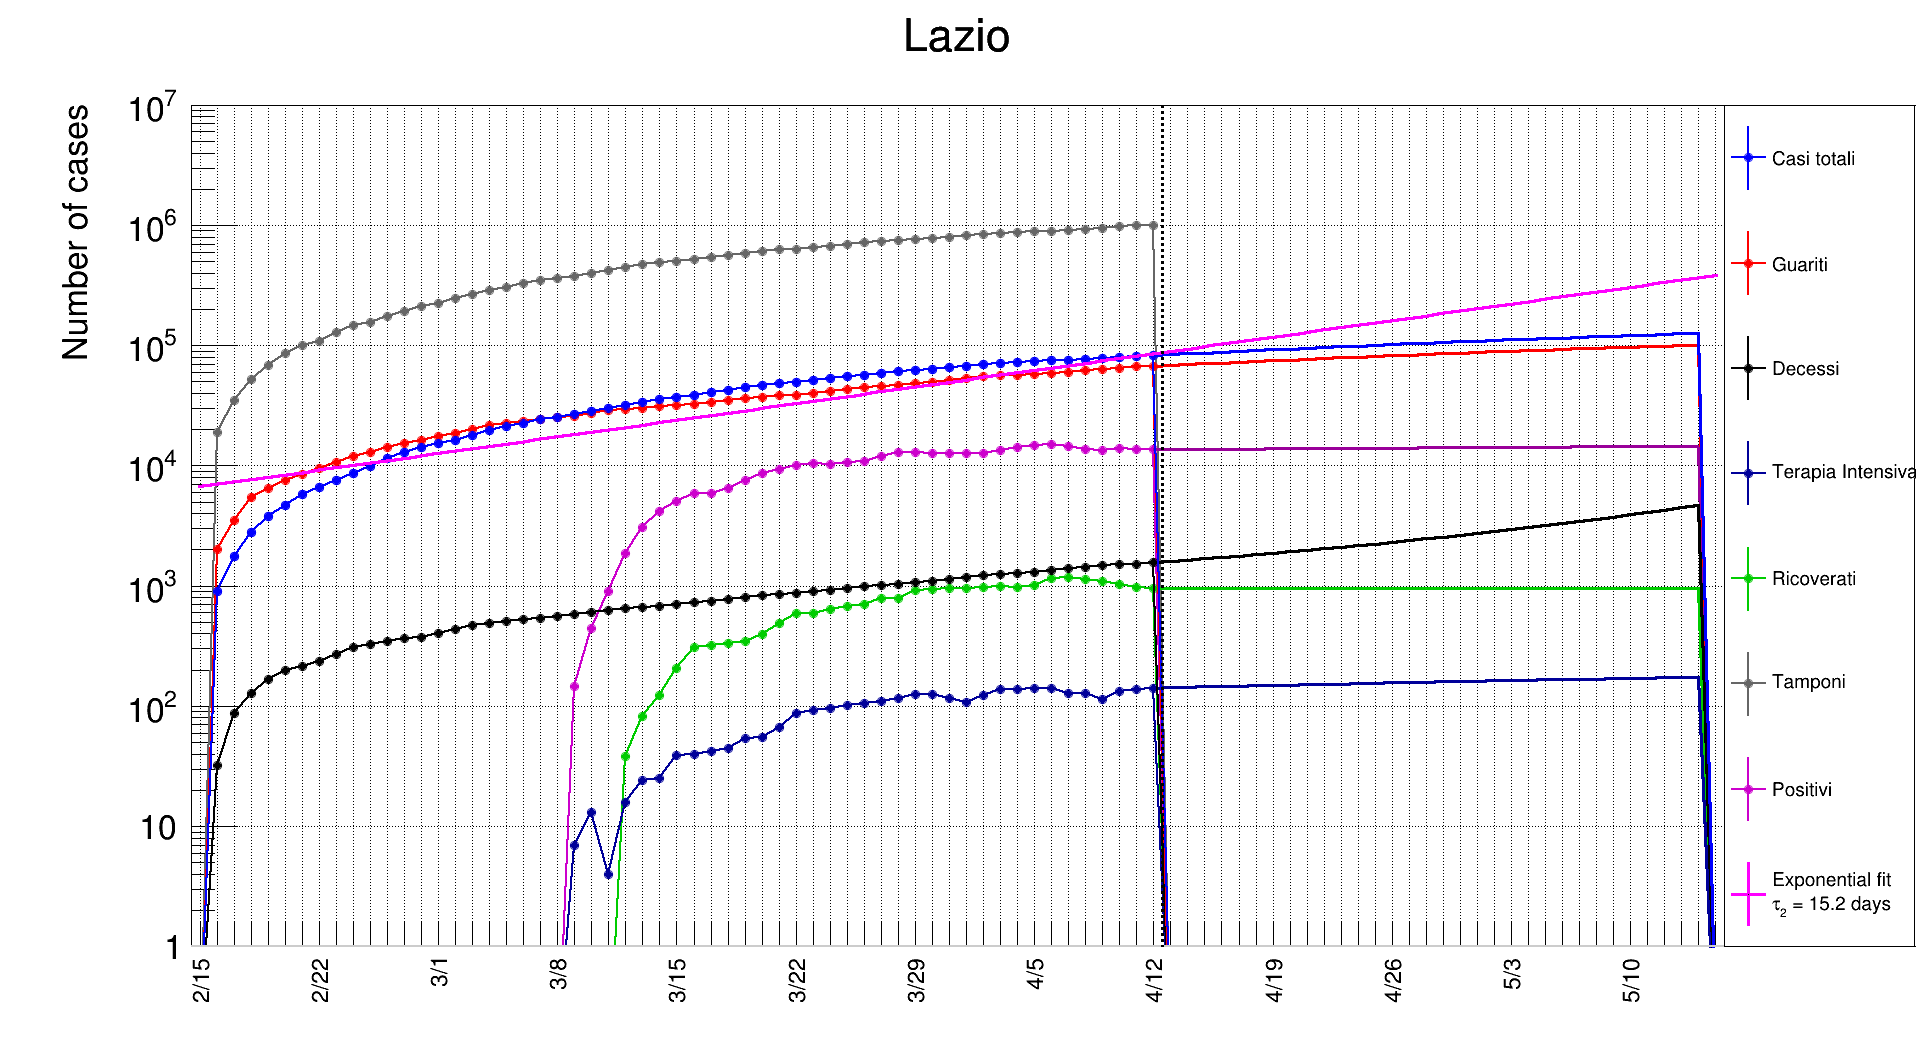 Lazio
Number of cases
10^7
10^6
10^5
10^4
10^3
10^2
10
1
2/15
2/22
3/1
3/8
3/15
3/22
3/29
4/5
4/12
4/19
4/26
5/3
5/10
Casi totali
Guariti
Decessi
Terapia Intensiva
Ricoverati
Tamponi
Positivi
Exponential fit
τ₂ = 15.2 days